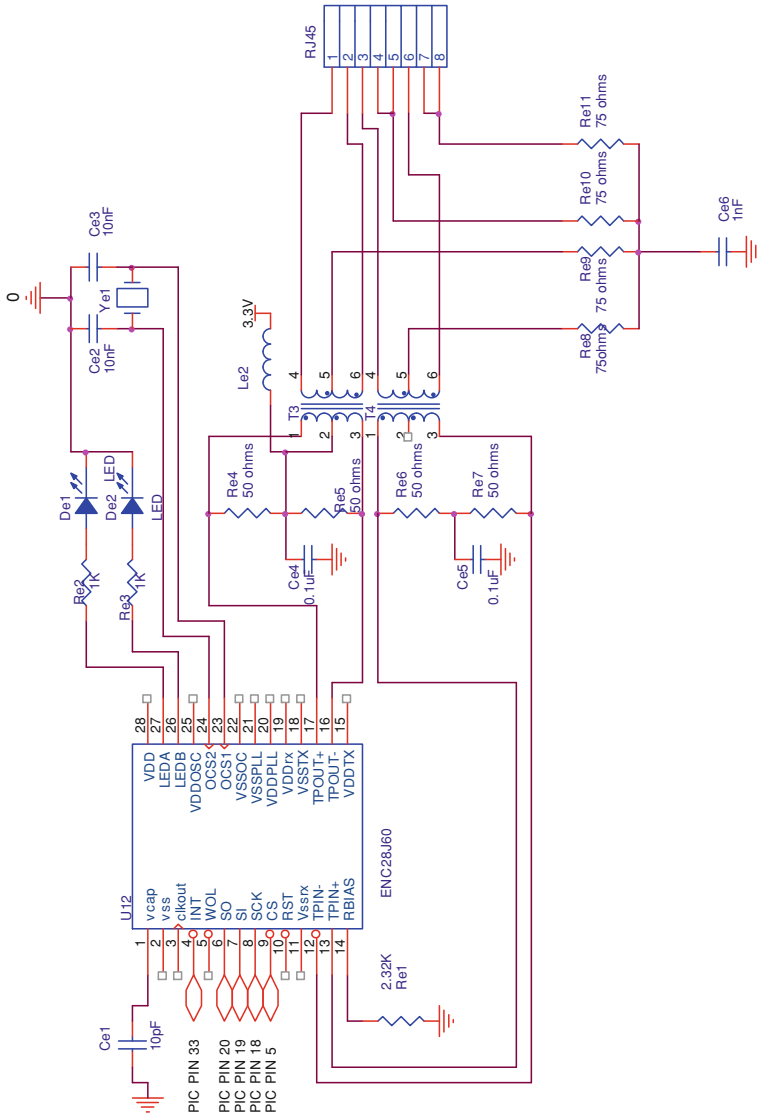 RJ45
1
2
3
4
5
6
7
8
Re11
75 ohms
Re10
75 ohms
Re9
75 ohms
Re8
75ohms
Ce6
1nF
0
Ce3
10nF
Ye1
Ce2
10nF
3.3V
Le2
T3
1
2
3
4
5
6
T4
1
2
3
4
5
6
De1
LED
De2
LED
Re2
1K
Re3
1K
Re4
50 ohms
Re5
50 ohms
Re6
50 ohms
Re7
50 ohms
Ce4
0.1uF
Ce5
0.1uF
U12
ENC28J60
1 vcap
2 vss
3 clkout
4 INT
5 WOL
6 SO
7 SI
8 SCK
9 CS
10 RST
11 Vssrx
12 TPIN-
13 TPIN+
14 RBIAS
28 VDD
27 LEDA
26 LEDB
25 VDDOSC
24 OCS2
23 OCS1
22 VSSOC
21 VSSPLL
20 VDDPLL
19 VDDrx
18 VSSTX
17 TPOUT+
16 TPOUT-
15 VDDTX
Ce1
10pF
PIC PIN 33
PIC PIN 20
PIC PIN 19
PIC PIN 18
PIC PIN 5
2.32K
Re1